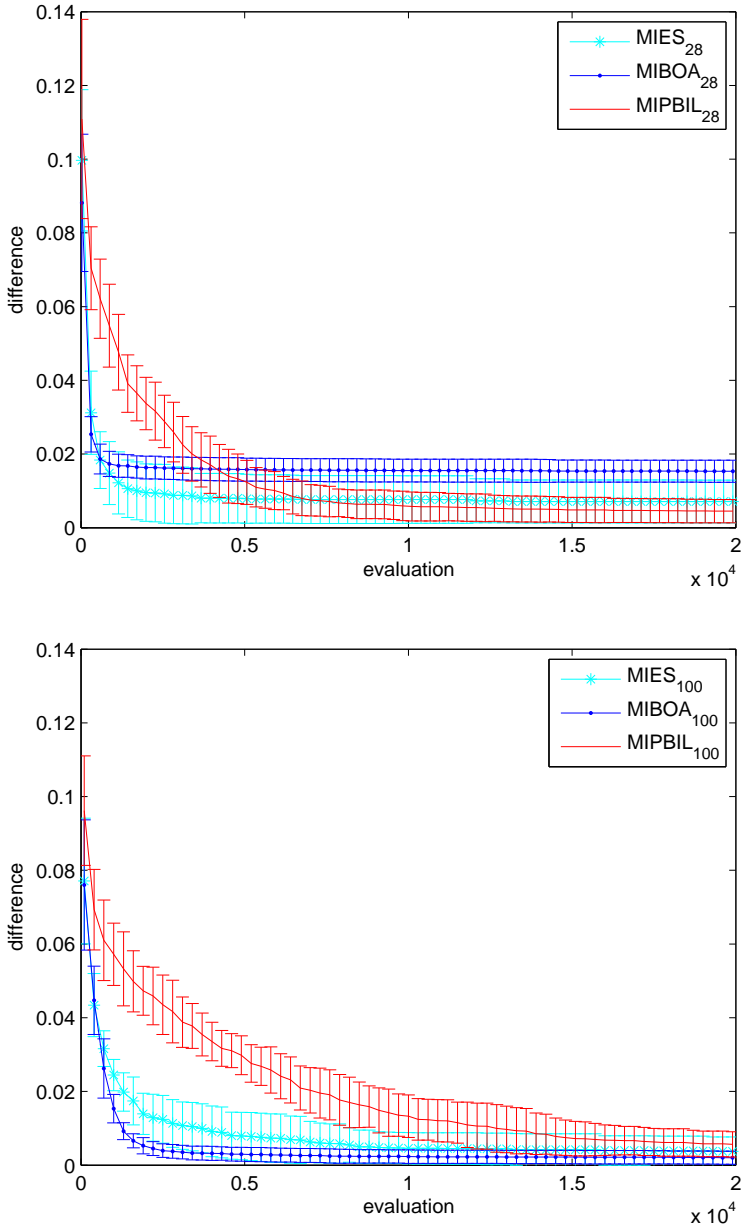 0.14
0.12
0.1
0.08
0.06
0.04
0.02
0
difference
MIES28
MIBOA28
MIPBIL28
0 0.5 1 1.5 2
evaluation
x 10^4
0.14
0.12
0.1
0.08
0.06
0.04
0.02
0
difference
MIES100
MIBOA100
MIPBIL100
0 0.5 1 1.5 2
evaluation
x 10^4